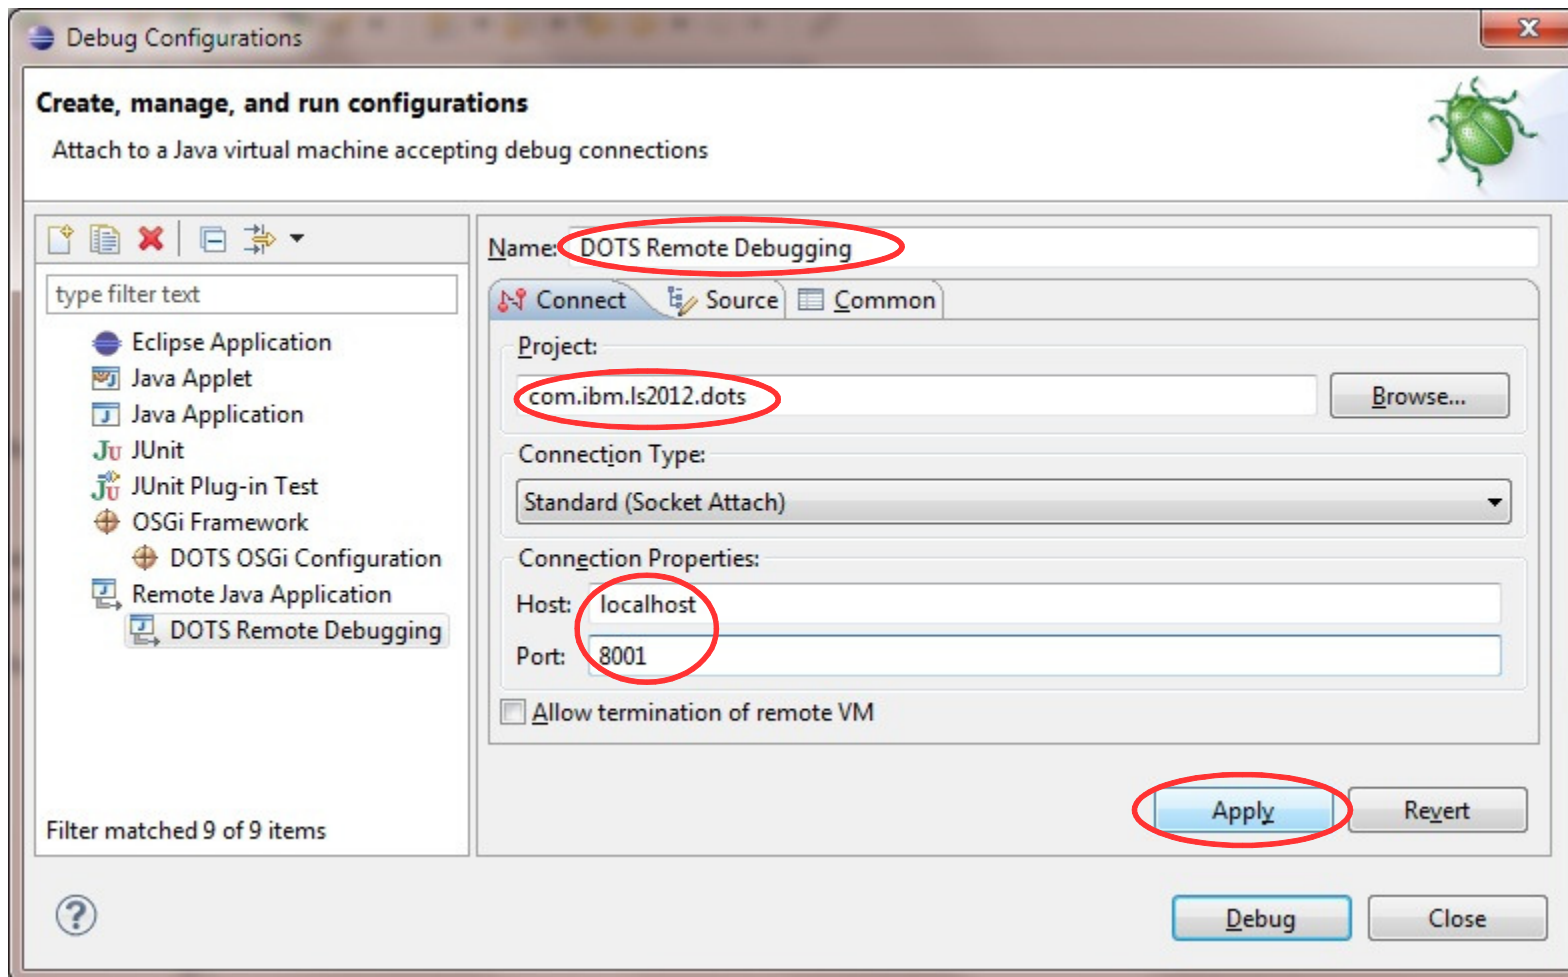 Debug Configurations
Create, manage, and run configurations
Attach to a Java virtual machine accepting debug connections
type filter text
Eclipse Application
Java Applet
Java Application
JUnit
JUnit Plug-in Test
OSGi Framework
DOTS OSGi Configuration
Remote Java Application
DOTS Remote Debugging
Filter matched 9 of 9 items
Name: DOTS Remote Debugging
Connect Source Common
Project:
com.ibm.ls2012.dots Browse...
Connection Type:
Standard (Socket Attach)
Connection Properties:
Host: localhost
Port: 8001
Allow termination of remote VM
Apply Revert
Debug Close